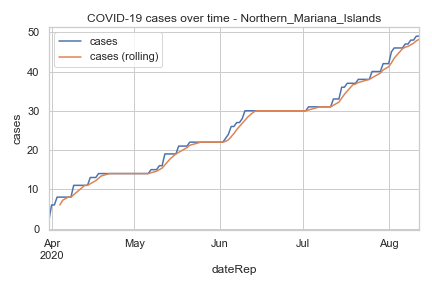 COVID-19 cases over time - Northern_Mariana_Islands
cases
cases (rolling)
50
40
30
20
10
0
cases
Apr May Jun Jul Aug
2020
dateRep